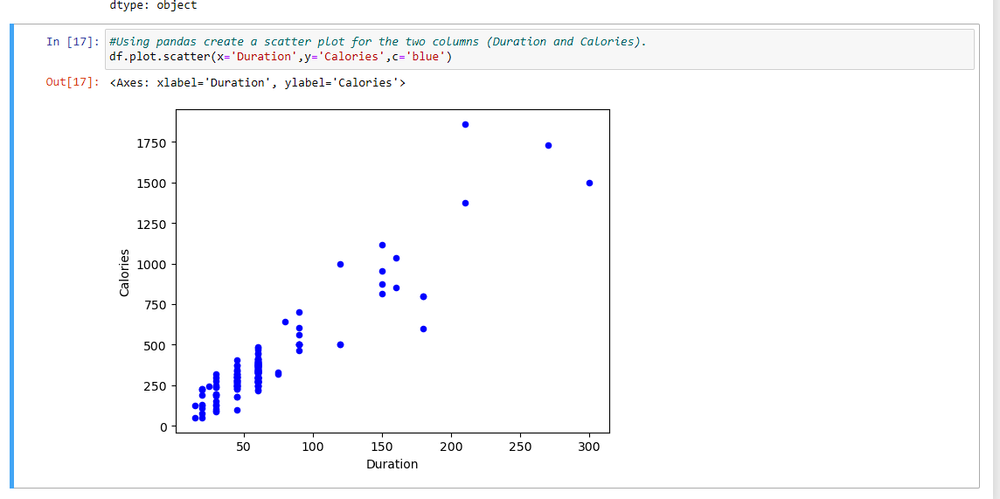 dtype: object
In [17]: #Using pandas create a scatter plot for the two columns (Duration and Calories).
df.plot.scatter(x='Duration',y='Calories',c='blue')
Out[17]: <Axes: xlabel='Duration', ylabel='Calories'>
1750
1500
1250
1000
750
500
250
0
Calories
50 100 150 200 250 300
Duration